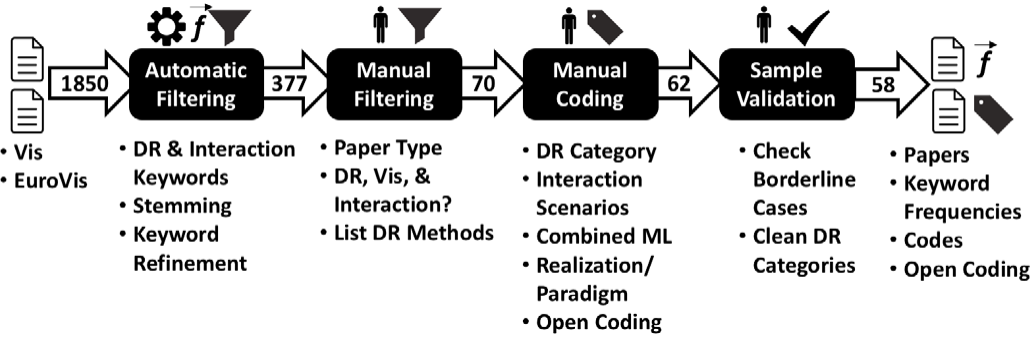 f
f
1850
Automatic
Filtering
377
Manual
Filtering
70
Manual
Coding
62
Sample
Validation
58
• Vis
• EuroVis
• DR & Interaction
Keywords
• Stemming
• Keyword
Refinement
• Paper Type
• DR, Vis, &
Interaction?
• List DR Methods
• DR Category
• Interaction
Scenarios
• Combined ML
• Realization/
Paradigm
• Open Coding
• Check
Borderline
Cases
• Clean DR
Categories
• Papers
• Keyword
Frequencies
• Codes
• Open Coding